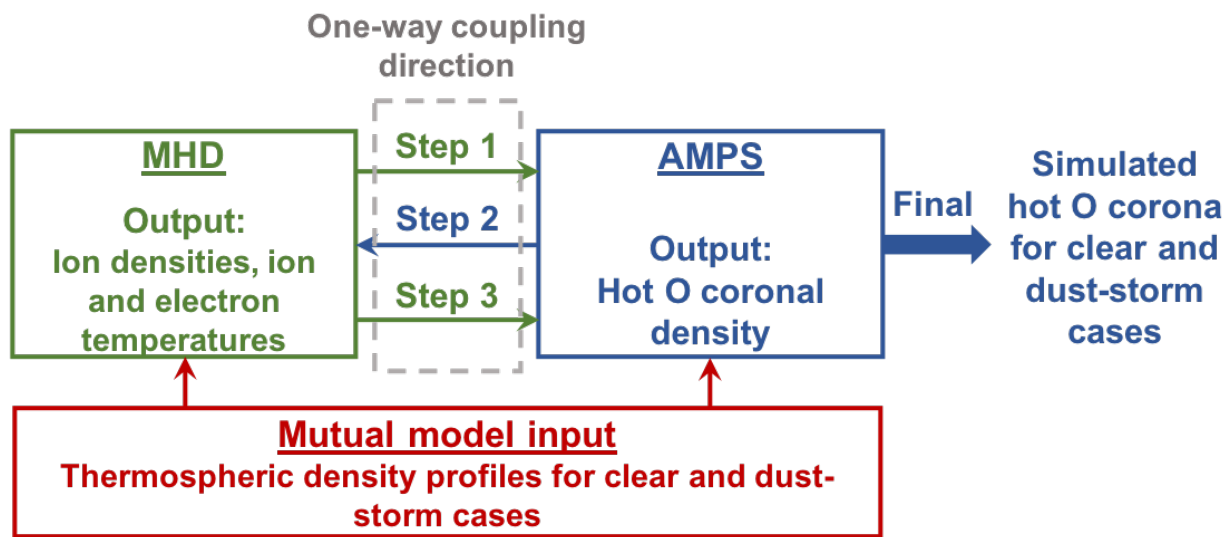 One-way coupling
direction
MHD
Output:
Ion densities, ion
and electron
temperatures
Step 1
Step 2
Step 3
AMPS
Output:
Hot O coronal
density
Final
Simulated
hot O corona
for clear and
dust-storm
cases
Mutual model input
Thermospheric density profiles for clear and dust-
storm cases